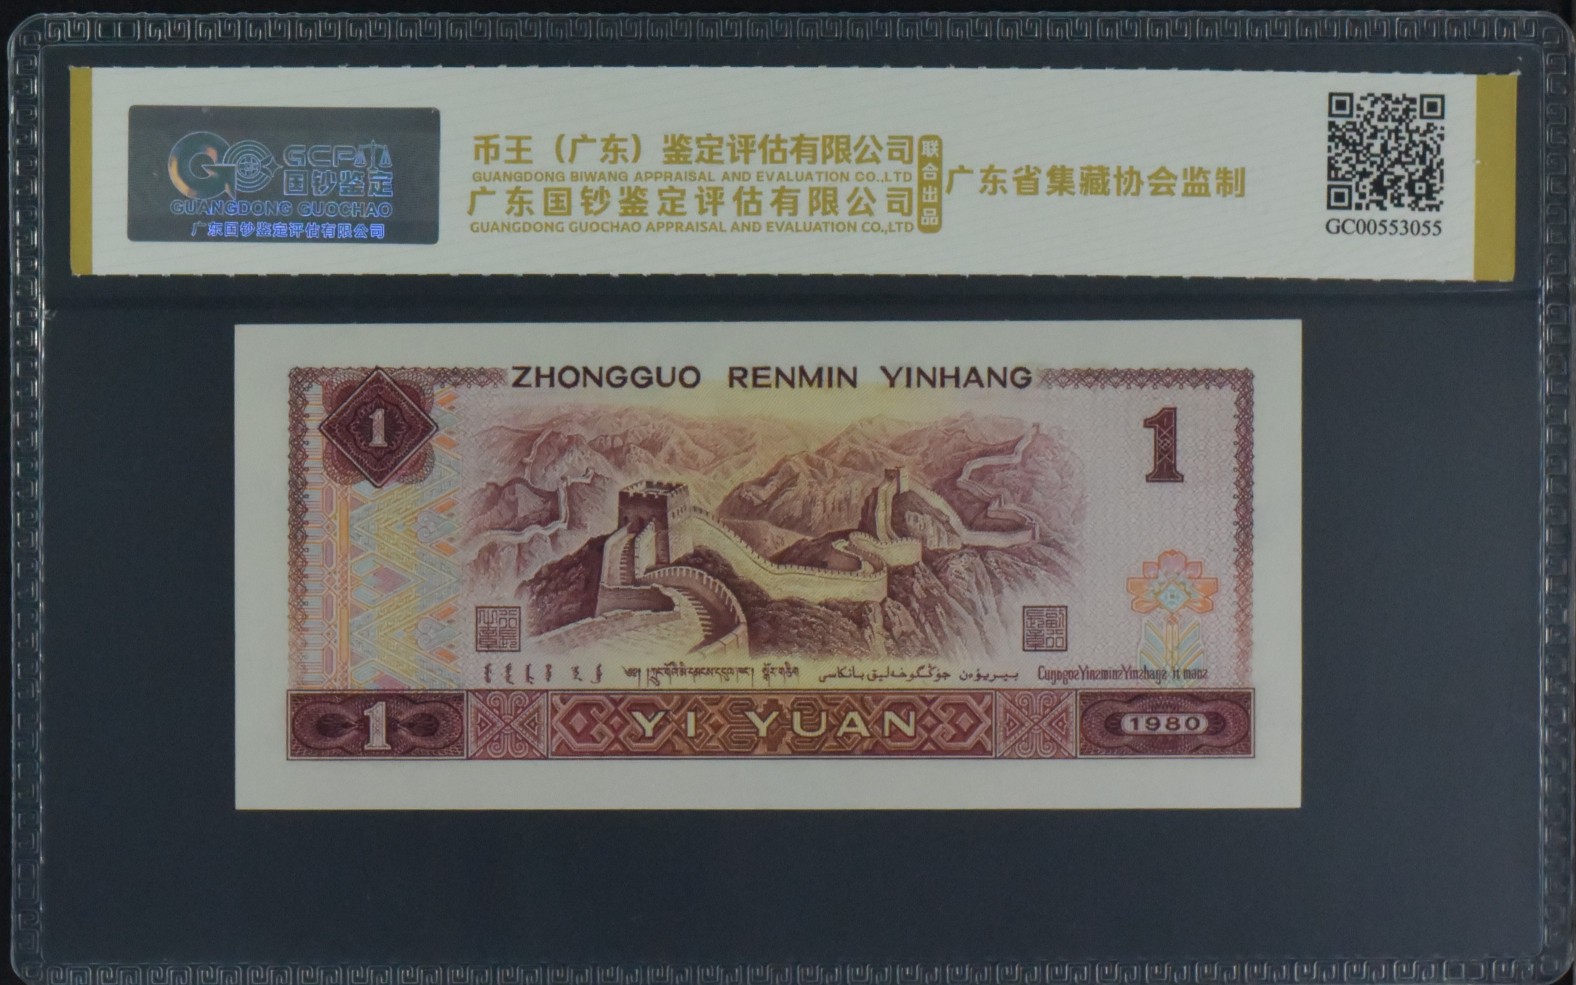 GCP
国钞鉴定
GUANGDONG GUOCHAO
广东国钞鉴定评估有限公司
币王（广东）鉴定评估有限公司
GUANGDONG BIWANG APPRAISAL AND EVALUATION CO.,LTD
广东国钞鉴定评估有限公司
GUANGDONG GUOCHAO APPRAISAL AND EVALUATION CO.,LTD
联合出品
广东省集藏协会监制
GC00553055
ZHONGGUO RENMIN YINHANG
1
1
1
YI YUAN
1980